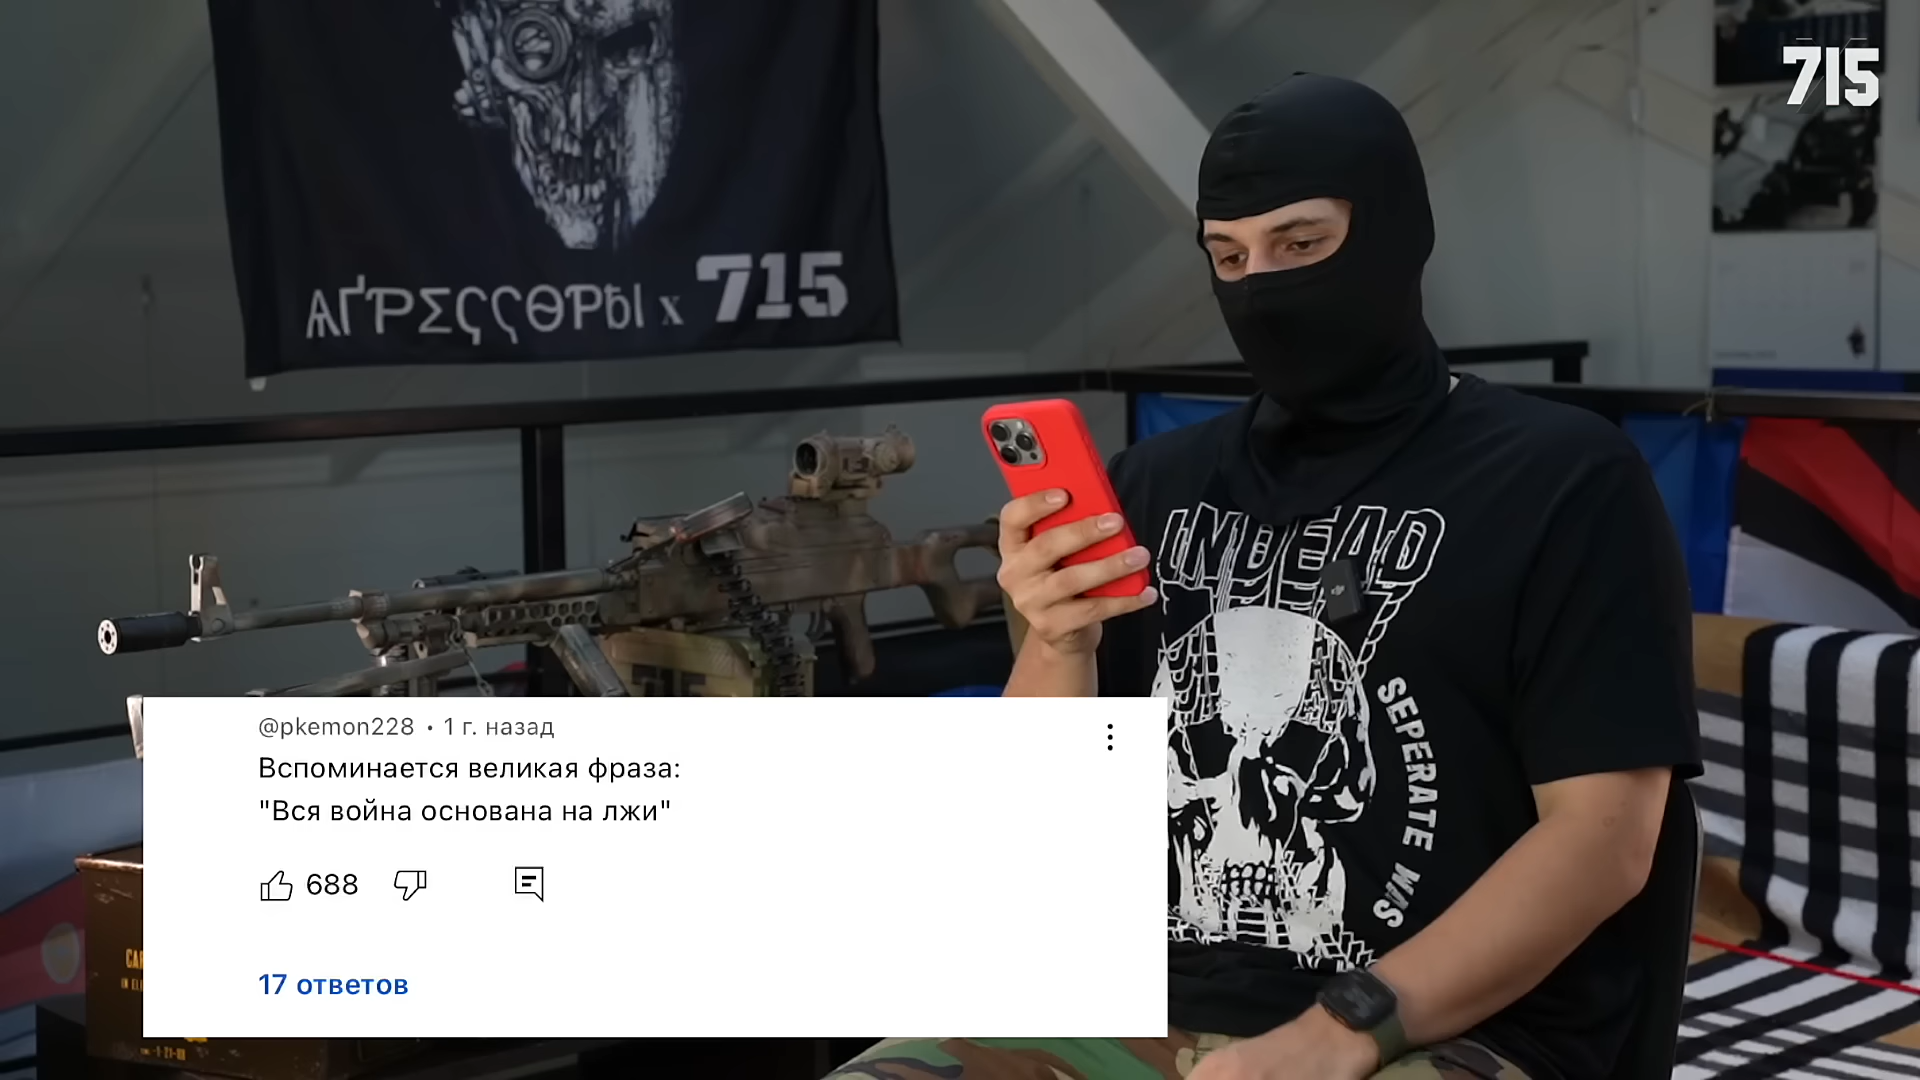 715
АГРЕССОРЫ x 715
INDEAD
SEPERATE WAS
@pkemon228 • 1 г. назад
Вспоминается великая фраза:
"Вся война основана на лжи"
688
17 ответов